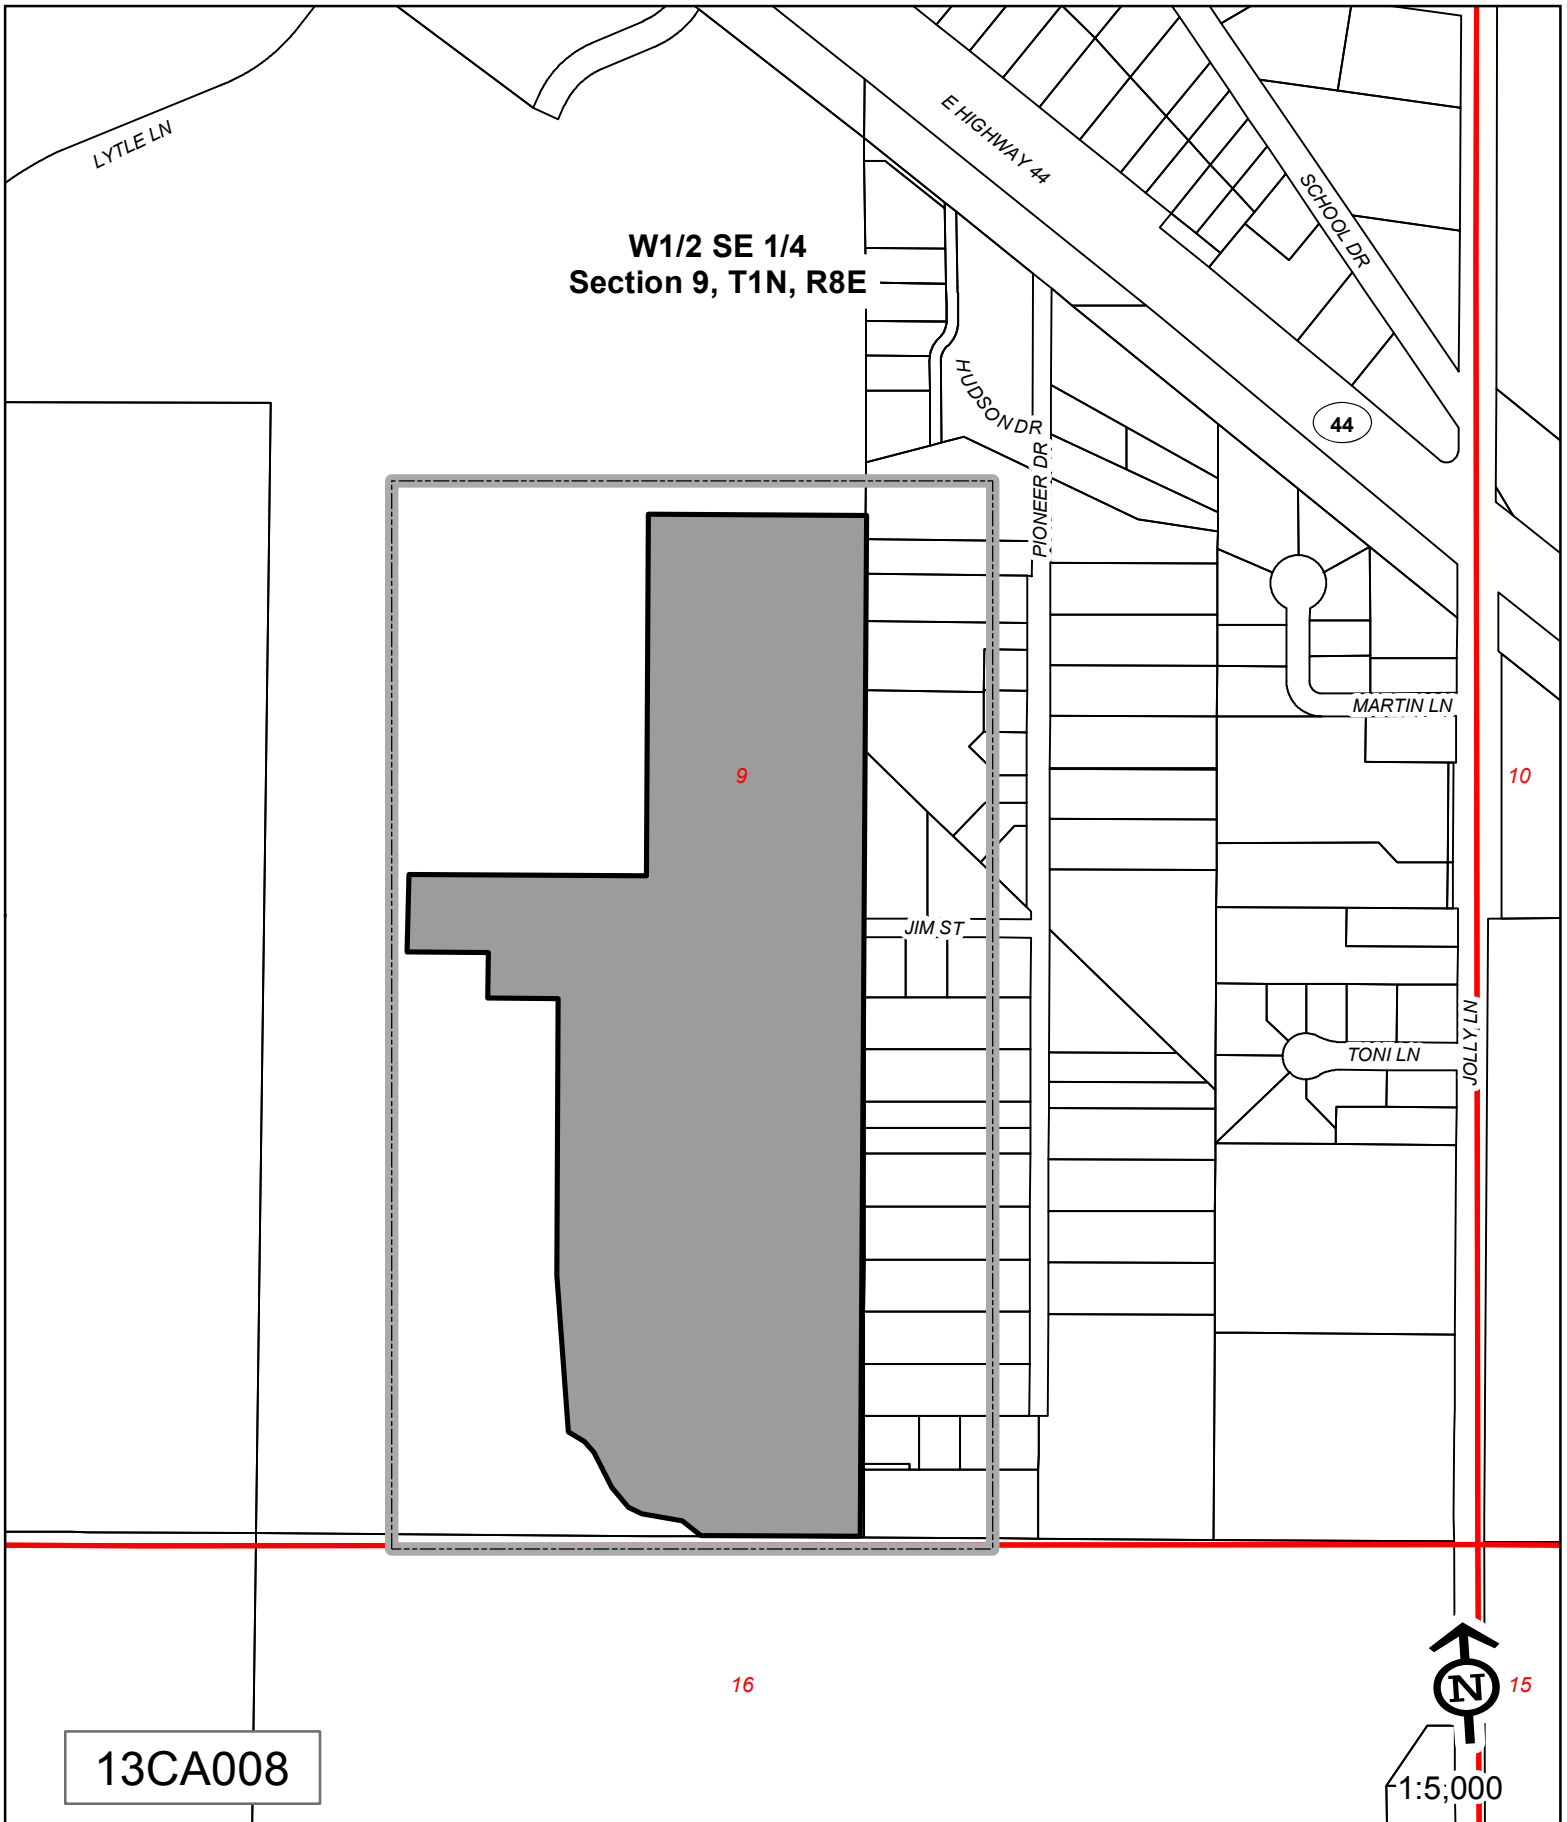 LYTLE LN
E HIGHWAY 44
SCHOOL DR
W1/2 SE 1/4
Section 9, T1N, R8E
HUDSON DR
44
PIONEER DR
MARTIN LN
9
10
JIM ST
JOLLY LN
TONI LN
16
N
15
13CA008
1:5,000